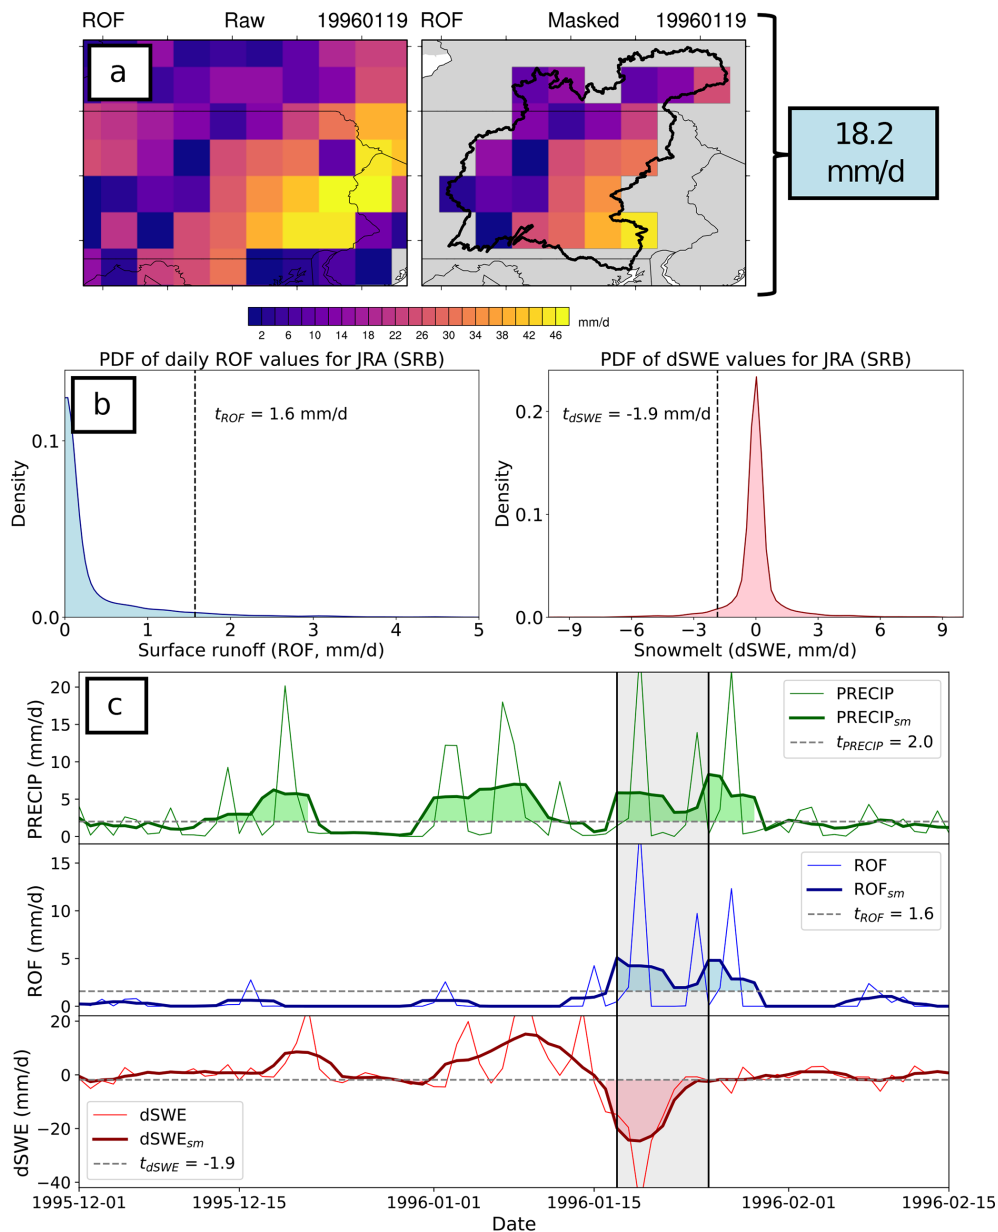 ROF Raw 19960119
ROF Masked 19960119
a
18.2
mm/d
2 6 10 14 18 22 26 30 34 38 42 46 mm/d
PDF of daily ROF values for JRA (SRB)
b
t_ROF = 1.6 mm/d
Density
0.1
0.0
0 1 2 3 4 5
Surface runoff (ROF, mm/d)
PDF of dSWE values for JRA (SRB)
t_dSWE = -1.9 mm/d
Density
0.2
0.1
0.0
−9 −6 −3 0 3 6 9
Snowmelt (dSWE, mm/d)
c
PRECIP (mm/d)
20
15
10
5
0
PRECIP
PRECIP_sm
t_PRECIP = 2.0
ROF (mm/d)
15
10
5
0
ROF
ROF_sm
t_ROF = 1.6
dSWE (mm/d)
20
0
−20
−40
dSWE
dSWE_sm
t_dSWE = -1.9
1995-12-01 1995-12-15 1996-01-01 1996-01-15 1996-02-01 1996-02-15
Date